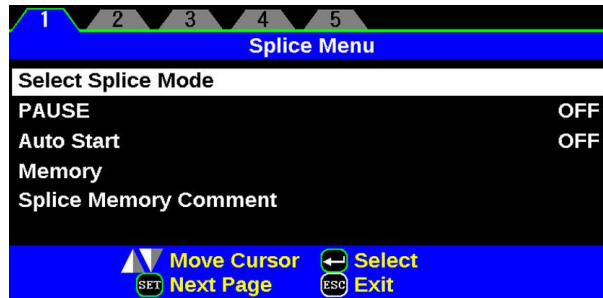 1 2 3 4 5
Splice Menu
Select Splice Mode
PAUSE OFF
Auto Start OFF
Memory
Splice Memory Comment
Move Cursor Select
SET Next Page ESC Exit